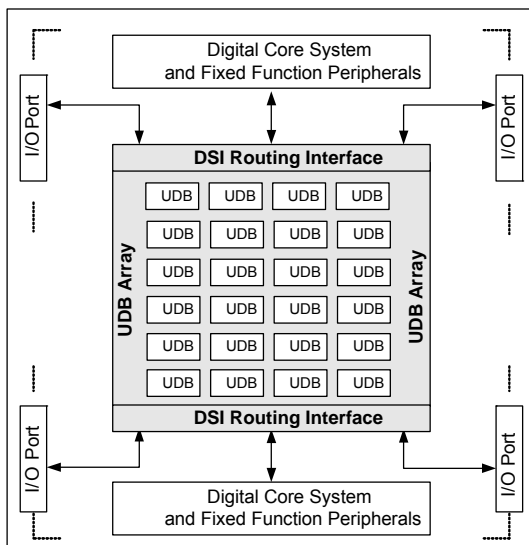 Digital Core System
and Fixed Function Peripherals
I/O Port
I/O Port
DSI Routing Interface
UDB UDB UDB UDB
UDB UDB UDB UDB
UDB Array
UDB Array
UDB UDB UDB UDB
UDB UDB UDB UDB
UDB UDB UDB UDB
UDB UDB UDB UDB
DSI Routing Interface
I/O Port
I/O Port
Digital Core System
and Fixed Function Peripherals